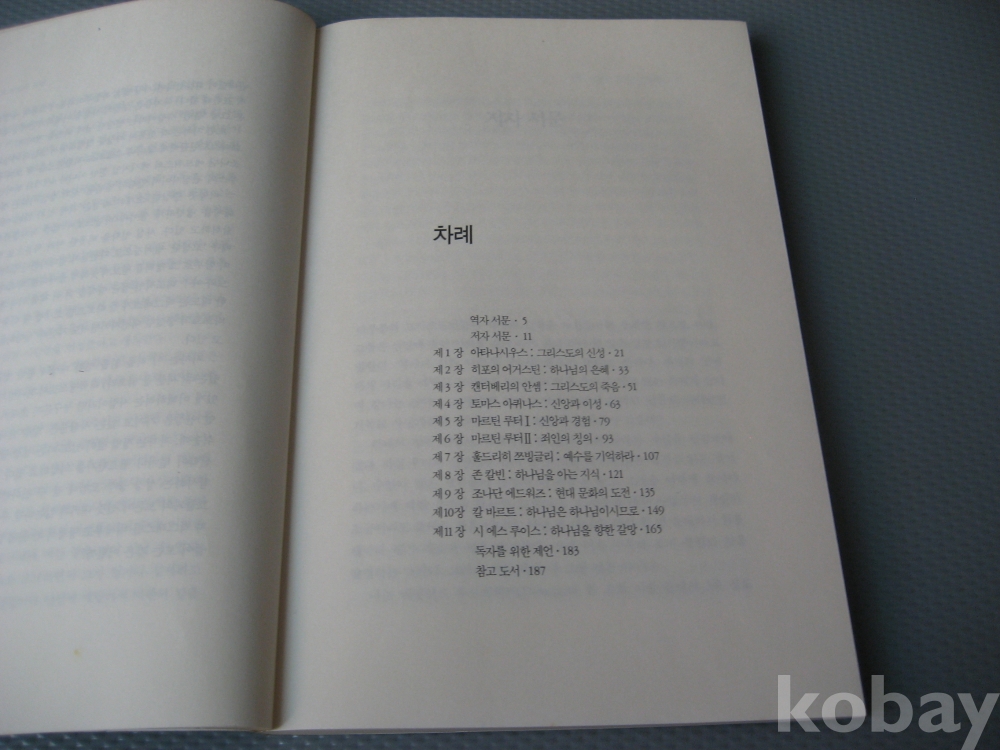 차례
역자 서문 · 5
저자 서문 · 11
제 1 장 아타나시우스 : 그리스도의 신성 · 21
제 2 장 히포의 어거스틴 : 하나님의 은혜 · 33
제 3 장 캔터베리의 안셀 : 그리스도의 죽음 · 51
제 4 장 토마스 아퀴나스 : 신앙과 이성 · 63
제 5 장 마르틴 루터 Ⅰ : 신앙과 경험 · 79
제 6 장 마르틴 루터 Ⅱ : 죄인의 칭의 · 93
제 7 장 훌드리히 쯔빙글리 : 예수를 기억하라 · 107
제 8 장 존 칼빈 : 하나님을 아는 지식 · 121
제 9 장 조나단 에드워즈 : 현대 문화의 도전 · 135
제10장 칼 바르트 : 하나님은 하나님이시므로 · 149
제11장 시 에스 루이스 : 하나님을 향한 갈망 · 165
독자를 위한 제언 · 183
참고 도서 · 187
kobay